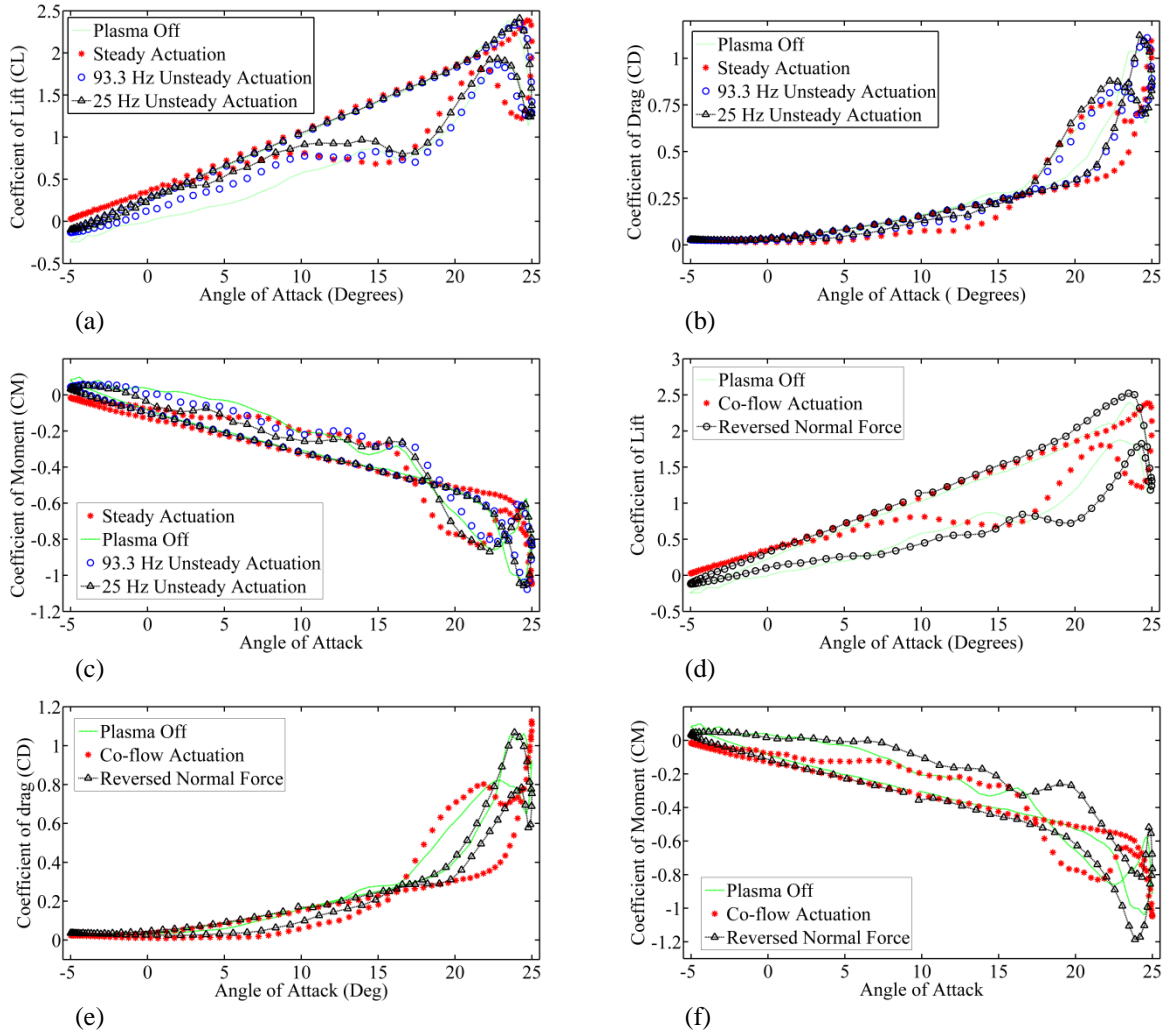 Coefficient of Lift (CL)
2.5
2
1.5
1
0.5
0
-0.5
-5 0 5 10 15 20 25
Angle of Attack (Degrees)
Plasma Off
Steady Actuation
93.3 Hz Unsteady Actuation
25 Hz Unsteady Actuation
(a)
Coefficient of Drag (CD)
1
0.75
0.5
0.25
0
-5 0 5 10 15 20 25
Angle of Attack ( Degrees)
Plasma Off
Steady Actuation
93.3 Hz Unsteady Actuation
25 Hz Unsteady Actuation
(b)
Coefficient of Moment (CM)
0
-0.2
-0.4
-0.6
-0.8
-1
-1.2
-5 0 5 10 15 20 25
Angle of Attack
Steady Actuation
Plasma Off
93.3 Hz Unsteady Actuation
25 Hz Unsteady Actuation
(c)
Coefficient of Lift
3
2.5
2
1.5
1
0.5
0
-0.5
-5 0 5 10 15 20 25
Angle of Attack (Degrees)
Plasma Off
Co-flow Actuation
Reversed Normal Force
(d)
Coefficient of drag (CD)
1.2
1
0.8
0.6
0.4
0.2
0
-5 0 5 10 15 20 25
Angle of Attack (Deg)
Plasma Off
Co-flow Actuation
Reversed Normal Force
(e)
Coefficient of Moment (CM)
0
-0.2
-0.4
-0.6
-0.8
-1
-1.2
-5 0 5 10 15 20 25
Angle of Attack
Plasma Off
Co-flow Actuation
Reversed Normal Force
(f)